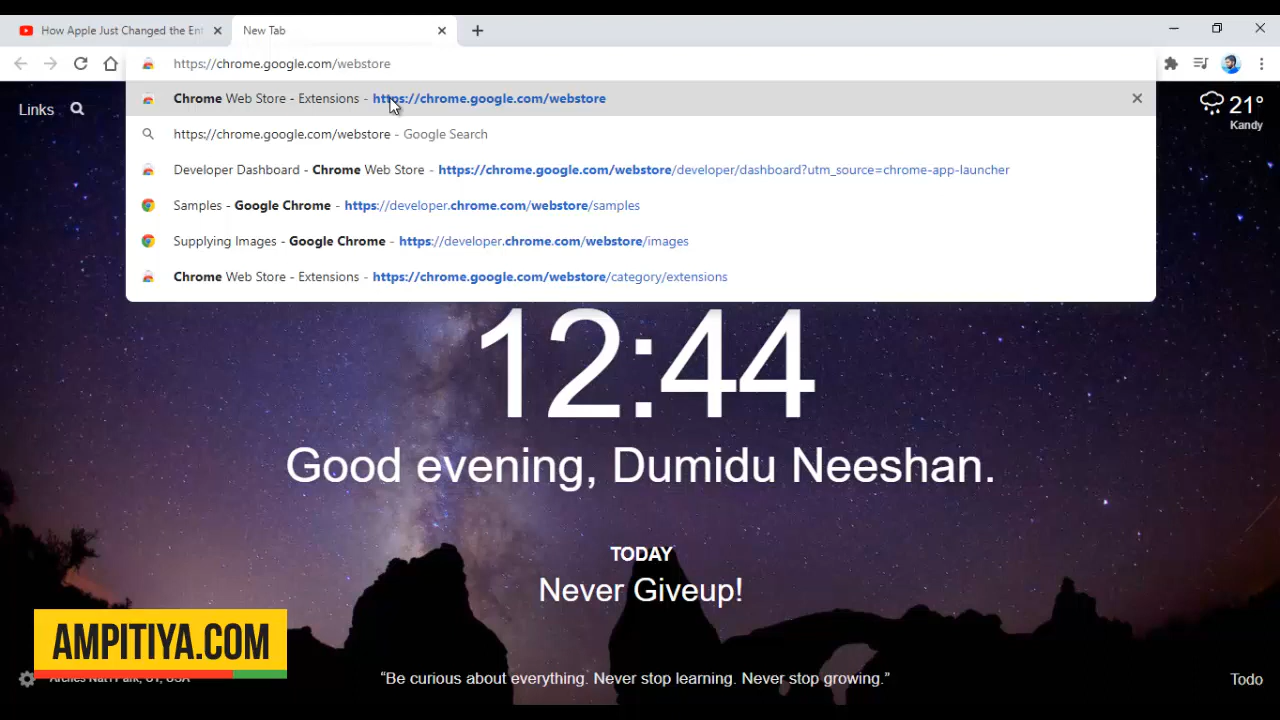 How Apple Just Changed the Ent
New Tab
https://chrome.google.com/webstore
Chrome Web Store - Extensions - https://chrome.google.com/webstore
https://chrome.google.com/webstore - Google Search
Developer Dashboard - Chrome Web Store - https://chrome.google.com/webstore/developer/dashboard?utm_source=chrome-app-launcher
Samples - Google Chrome - https://developer.chrome.com/webstore/samples
Supplying Images - Google Chrome - https://developer.chrome.com/webstore/images
Chrome Web Store - Extensions - https://chrome.google.com/webstore/category/extensions
Links
21°
Kandy
12:44
Good evening, Dumidu Neeshan.
TODAY
Never Giveup!
AMPITIYA.COM
Arches Nat'l Park, UT, USA
“Be curious about everything. Never stop learning. Never stop growing.”
Todo